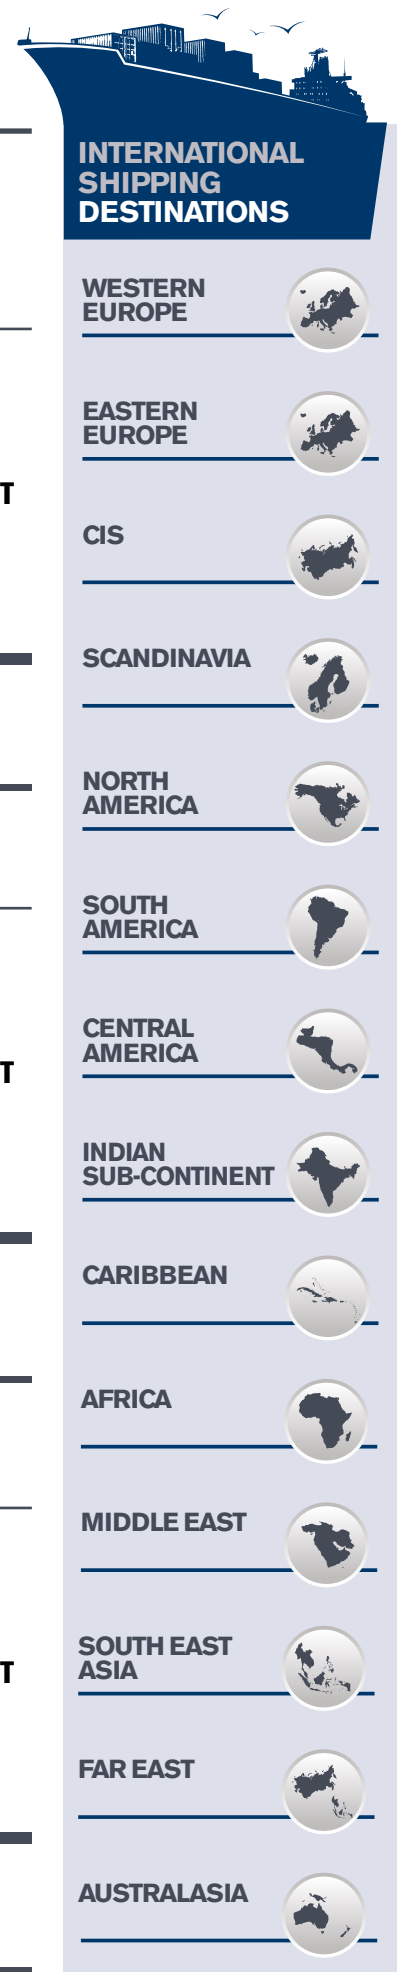 INTERNATIONAL
SHIPPING
DESTINATIONS
WESTERN
EUROPE
EASTERN
EUROPE
T
CIS
SCANDINAVIA
NORTH
AMERICA
SOUTH
AMERICA
CENTRAL
AMERICA
T
INDIAN
SUB-CONTINENT
CARIBBEAN
AFRICA
MIDDLE EAST
SOUTH EAST
ASIA
T
FAR EAST
AUSTRALASIA